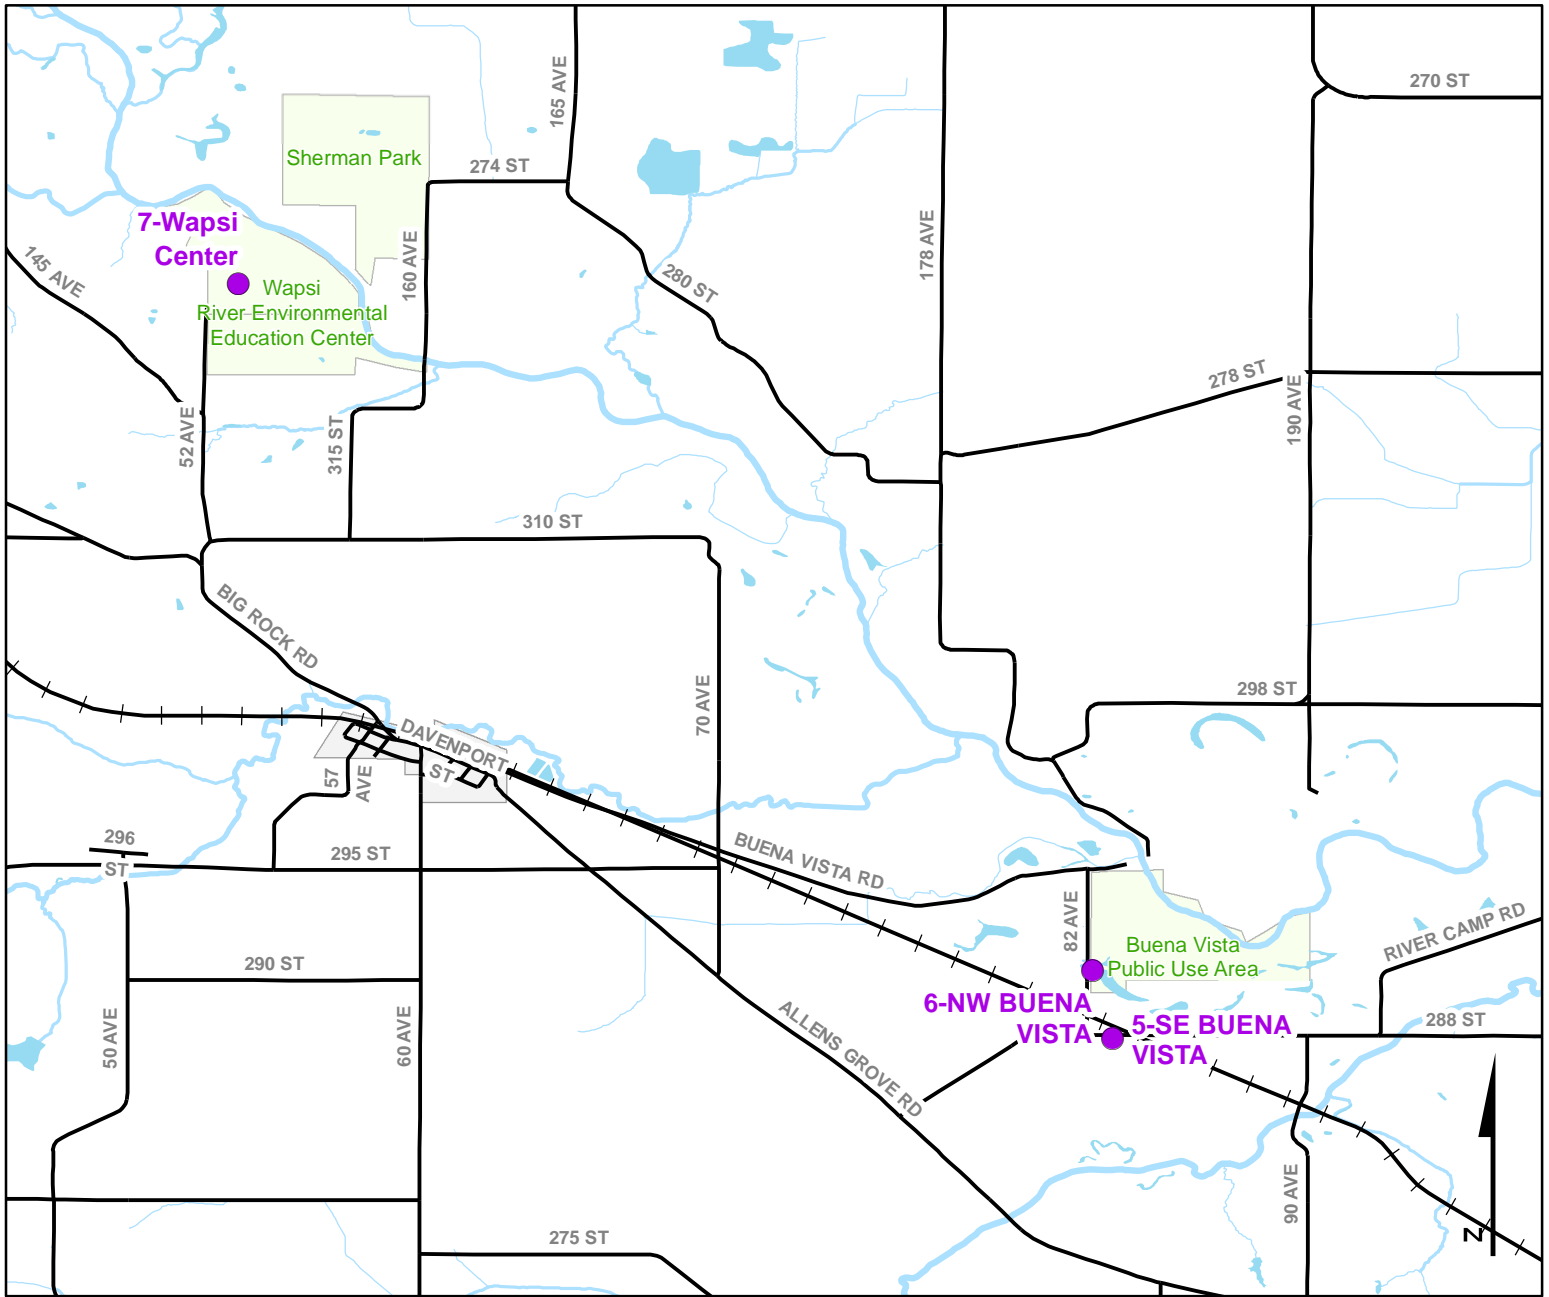 270 ST
165 AVE
Sherman Park
274 ST
7-Wapsi
Center
145 AVE
160 AVE
178 AVE
280 ST
Wapsi
River Environmental
Education Center
278 ST
190 AVE
52 AVE
315 ST
310 ST
BIG ROCK RD
70 AVE
298 ST
DAVENPORT
ST
57
AVE
296
ST
295 ST
BUENA VISTA RD
82 AVE
Buena Vista
Public Use Area
RIVER CAMP RD
290 ST
6-NW BUENA
VISTA
5-SE BUENA
VISTA
288 ST
50 AVE
60 AVE
ALLENS GROVE RD
90 AVE
275 ST
N